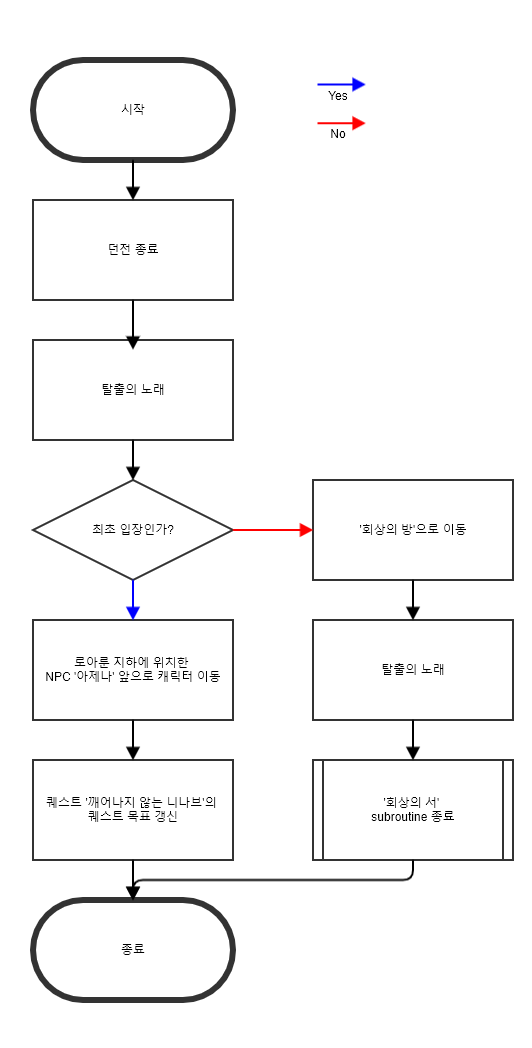 시작
Yes
No
던전 종료
탈출의 노래
최초 입장인가?
'회상의 방'으로 이동
로아룬 지하에 위치한
NPC '아제나' 앞으로 캐릭터 이동
탈출의 노래
퀘스트 '깨어나지 않는 니나브'의
퀘스트 목표 갱신
'회상의 서'
subroutine 종료
종료